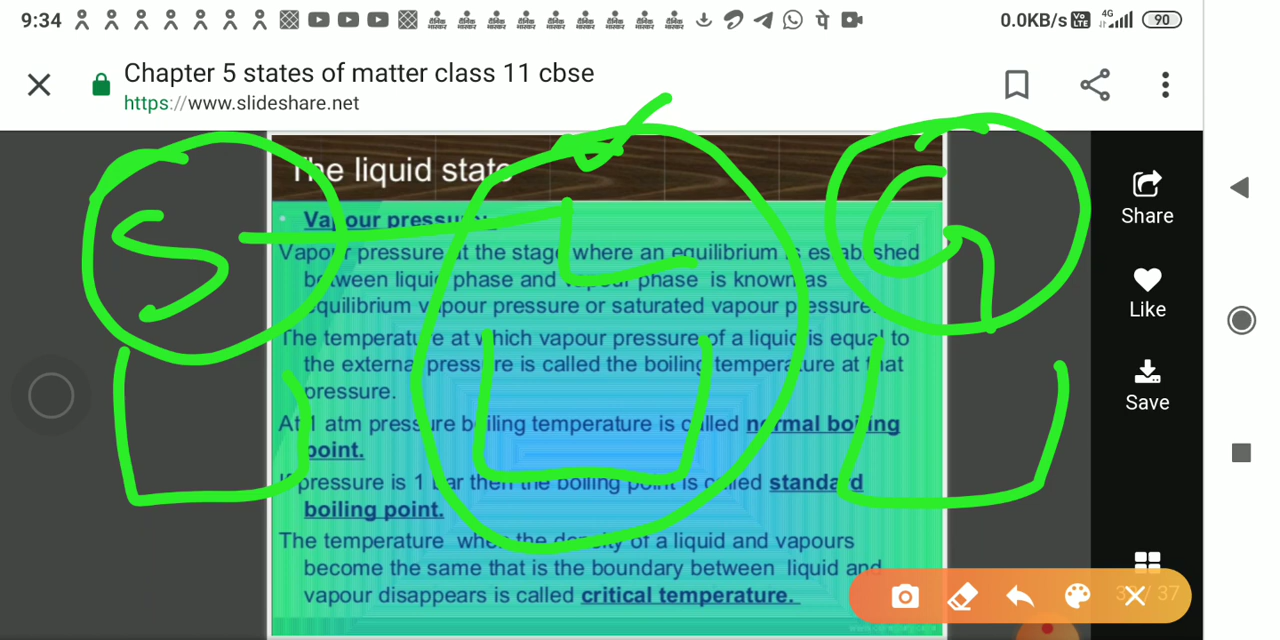 9:34 0.0KB/s Vo LTE 4G 90
Chapter 5 states of matter class 11 cbse
https://www.slideshare.net
The liquid state
Vapour pressure:
Vapour pressure at the stage where an equilibrium is established
between liquid phase and vapour phase is known as
equilibrium vapour pressure or saturated vapour pressure.
The temperature at which vapour pressure of a liquid is equal to
the external pressure is called the boiling temperature at that
pressure.
At 1 atm pressure boiling temperature is called normal boiling
point.
If pressure is 1 bar then the boiling point is called standard
boiling point.
The temperature when the density of a liquid and vapours
become the same that is the boundary between liquid and
vapour disappears is called critical temperature.
Share
Like
Save
/ 37
S
L
G